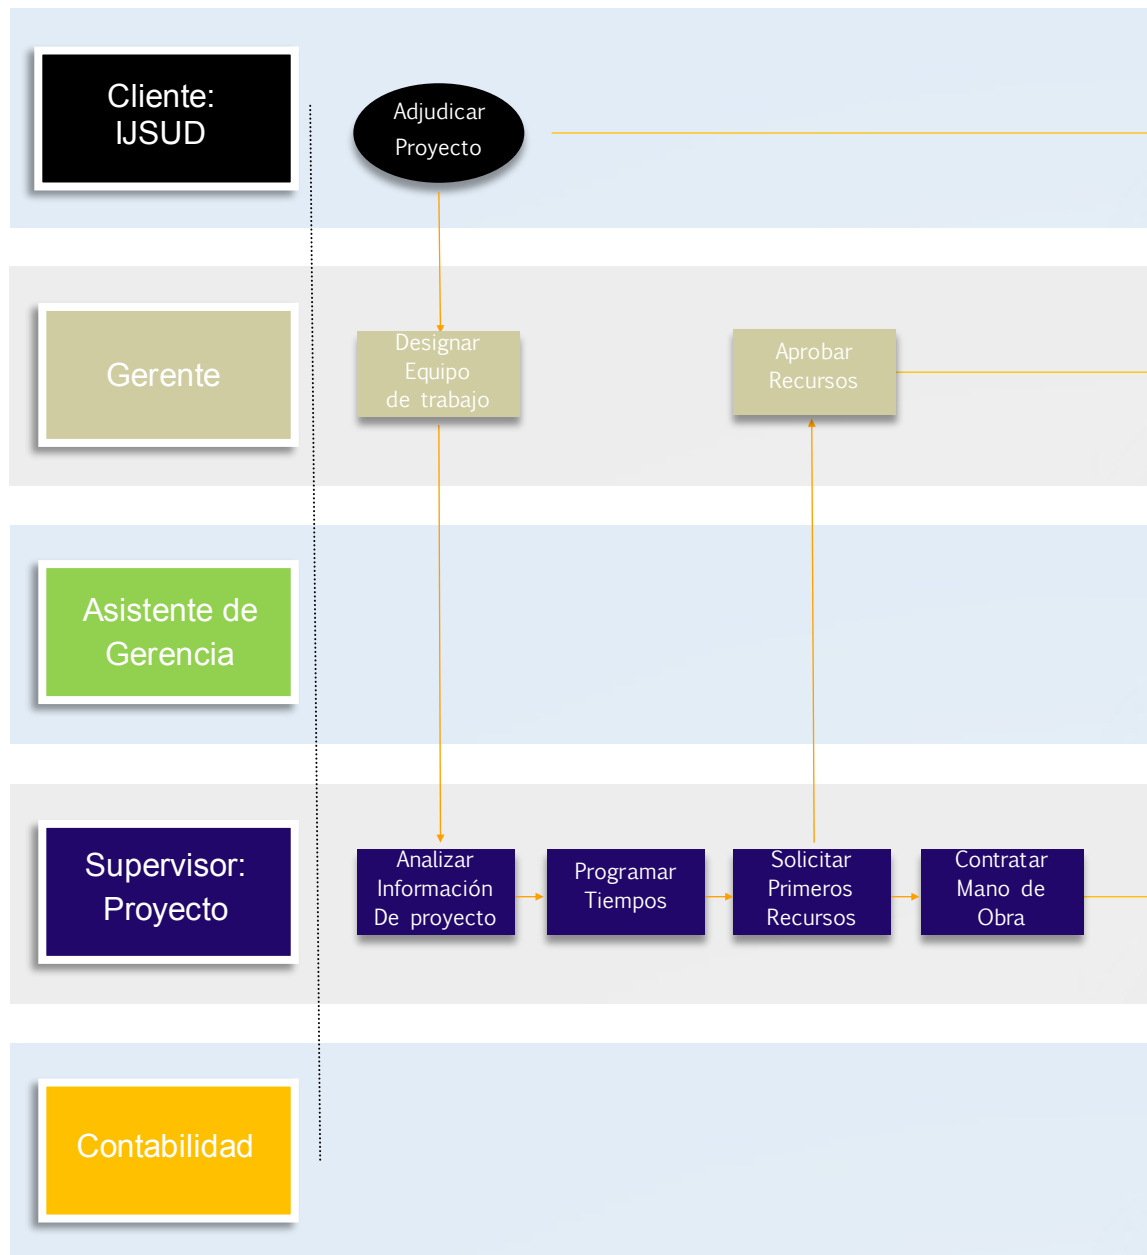 Cliente:
IJSUD
Adjudicar
Proyecto
Gerente
Designar
Equipo
de trabajo
Aprobar
Recursos
Asistente de
Gerencia
Supervisor:
Proyecto
Analizar
Información
De proyecto
Programar
Tiempos
Solicitar
Primeros
Recursos
Contratar
Mano de
Obra
Contabilidad